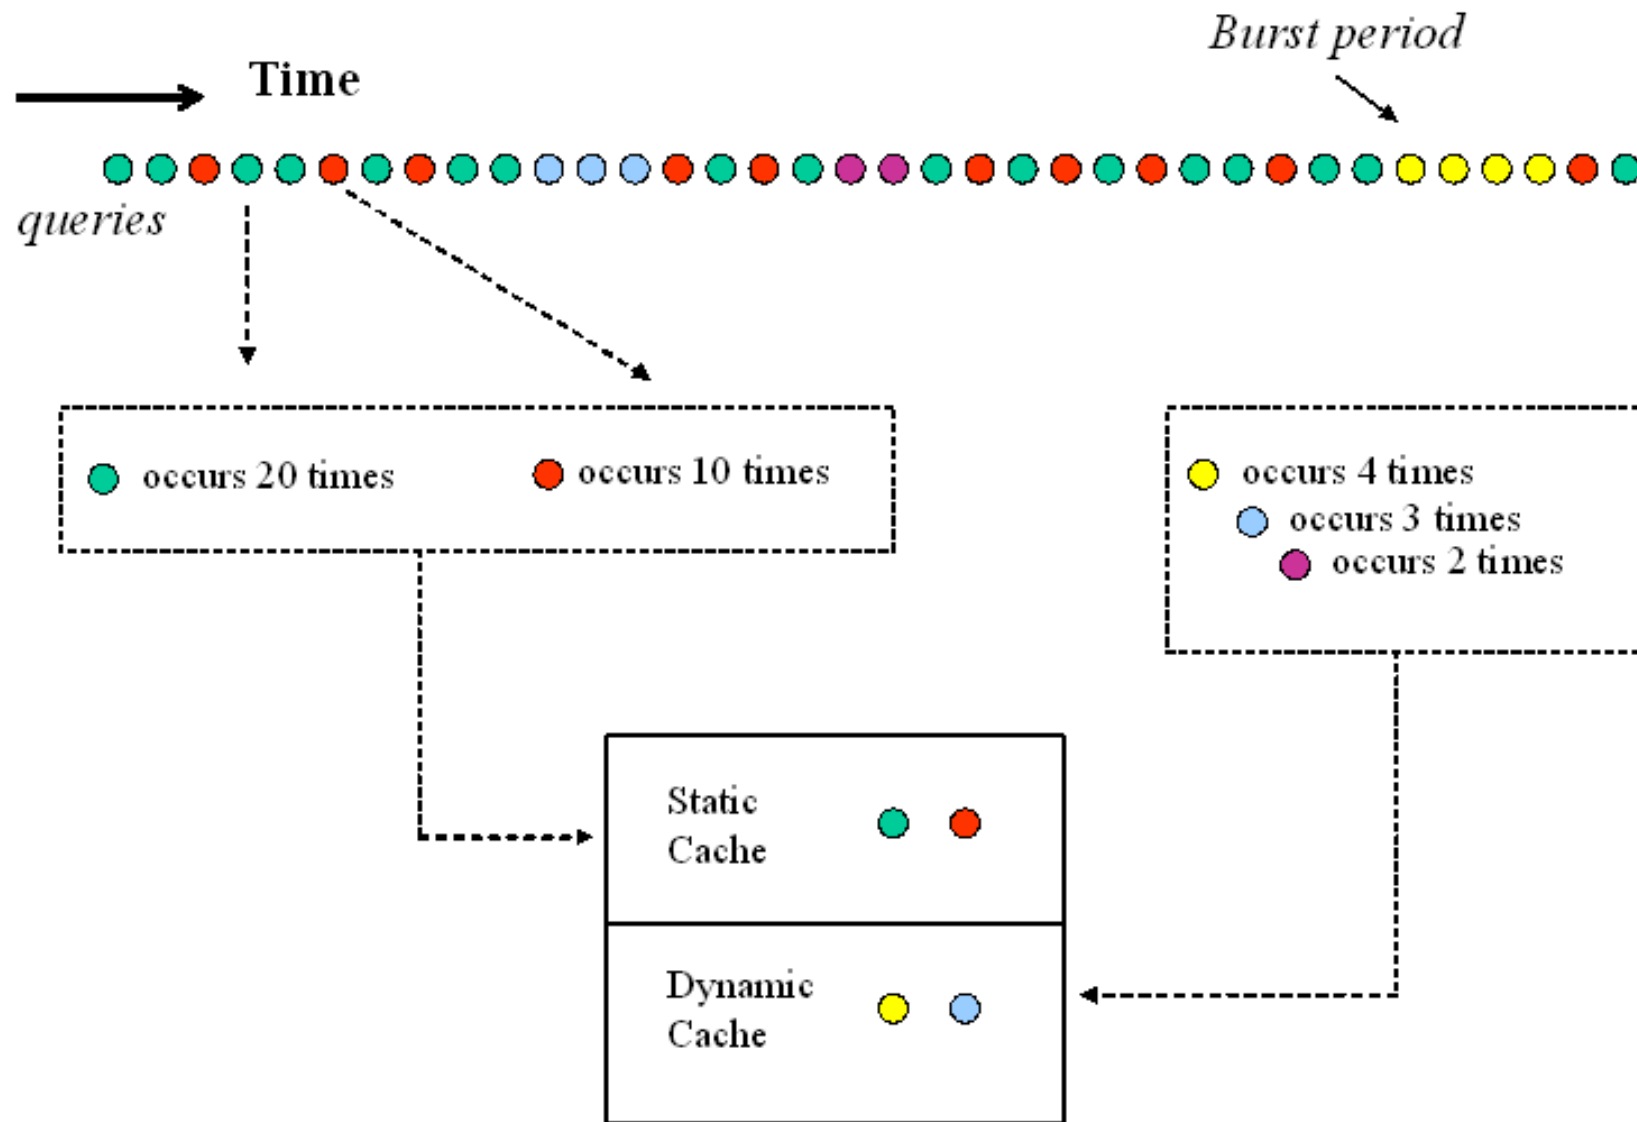 Burst period
Time
queries
occurs 20 times
occurs 10 times
occurs 4 times
occurs 3 times
occurs 2 times
Static
Cache
Dynamic
Cache